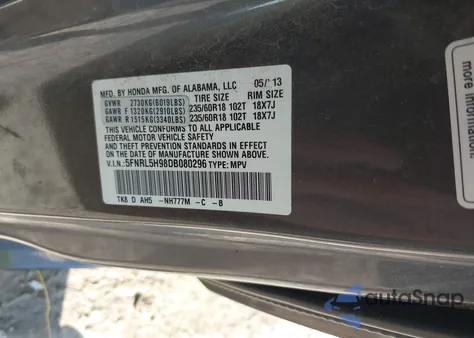 MFD. BY HONDA MFG. OF ALABAMA, LLC 05/13
TIRE SIZE RIM SIZE
GVWR 2730KG(6019LBS)
GAWR F 1320KG(2910LBS) 235/60R18 102T 18X7J
GAWR R 1515KG(3340LBS) 235/60R18 102T 18X7J
THIS VEHICLE CONFORMS TO ALL APPLICABLE
FEDERAL MOTOR VEHICLE
SAFETY STANDARDS IN EFFECT ON THE
DATE OF MANUFACTURE SHOWN ABOVE.
V.I.N.: 5FNRL5H98DB080296 TYPE: MPV
TK8 D AH5 -NH777M -C -B
more information
autoSnap